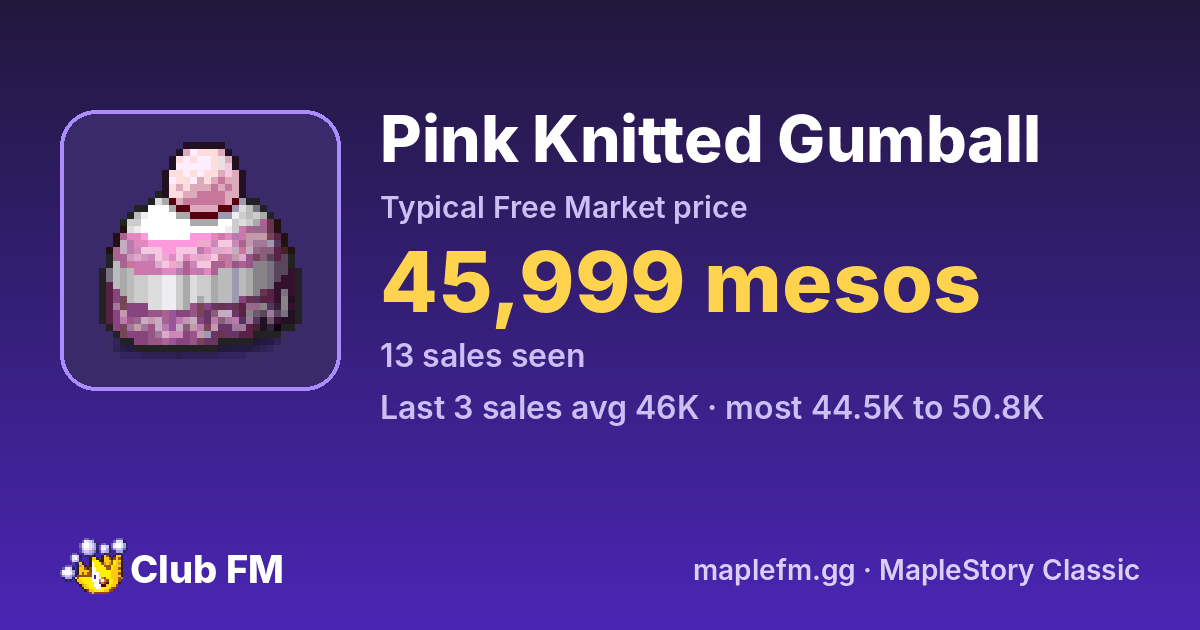 Pink Knitted Gumball
Typical Free Market price
45,999 mesos
13 sales seen
Last 3 sales avg 46K · most 44.5K to 50.8K
Club FM
maplefm.gg · MapleStory Classic